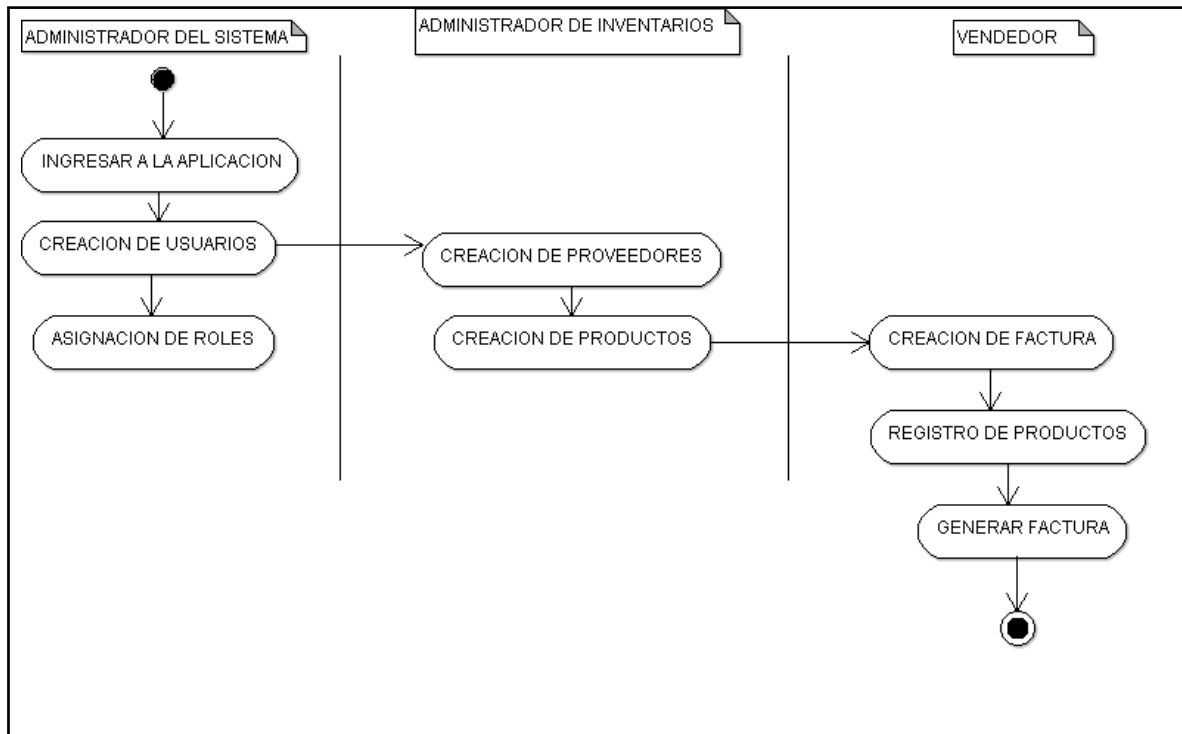 ADMINISTRADOR DEL SISTEMA
ADMINISTRADOR DE INVENTARIOS
VENDEDOR
INGRESAR A LA APLICACION
CREACION DE USUARIOS
CREACION DE PROVEEDORES
ASIGNACION DE ROLES
CREACION DE PRODUCTOS
CREACION DE FACTURA
REGISTRO DE PRODUCTOS
GENERAR FACTURA